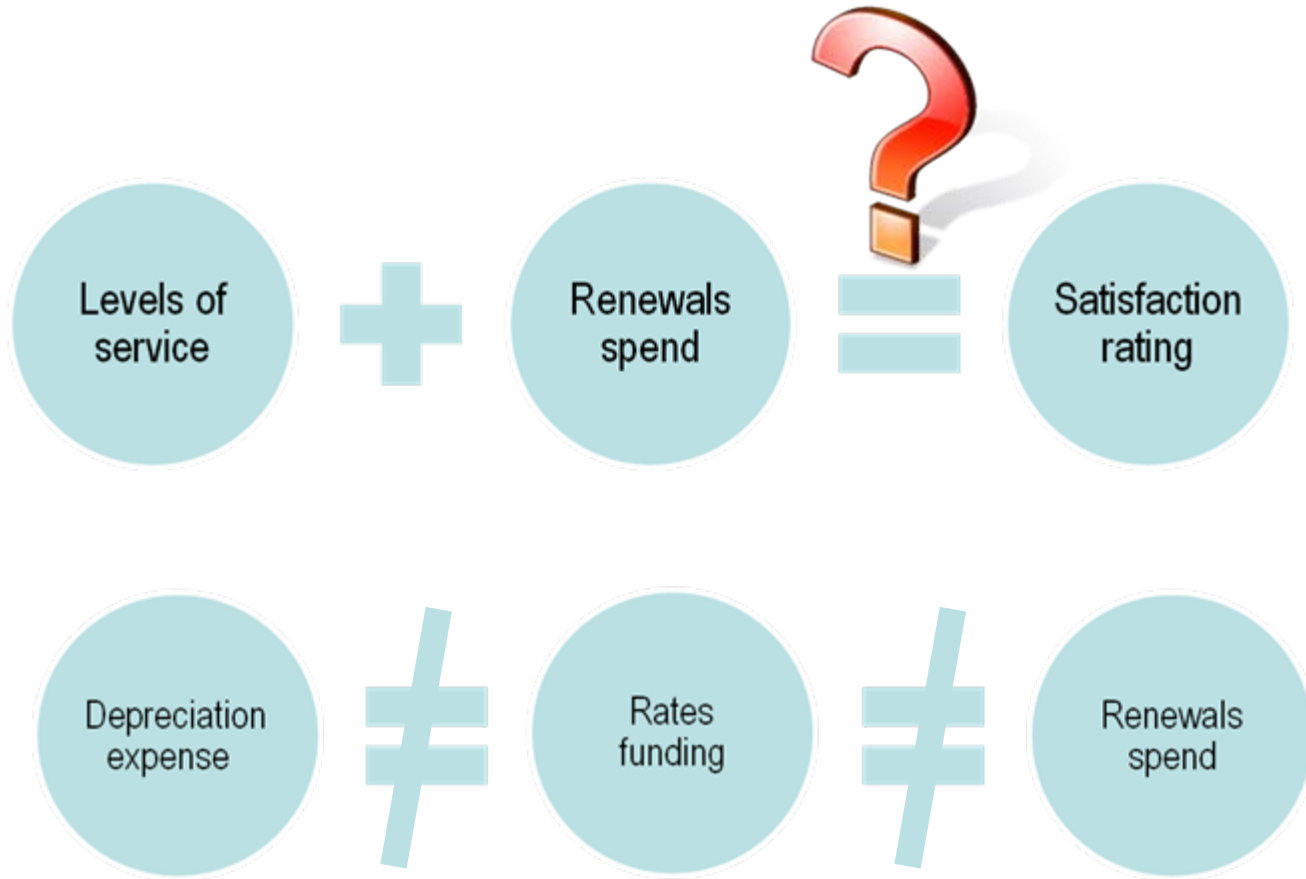 Levels of
service
Renewals
spend
?
Satisfaction
rating
Depreciation
expense
Rates
funding
Renewals
spend